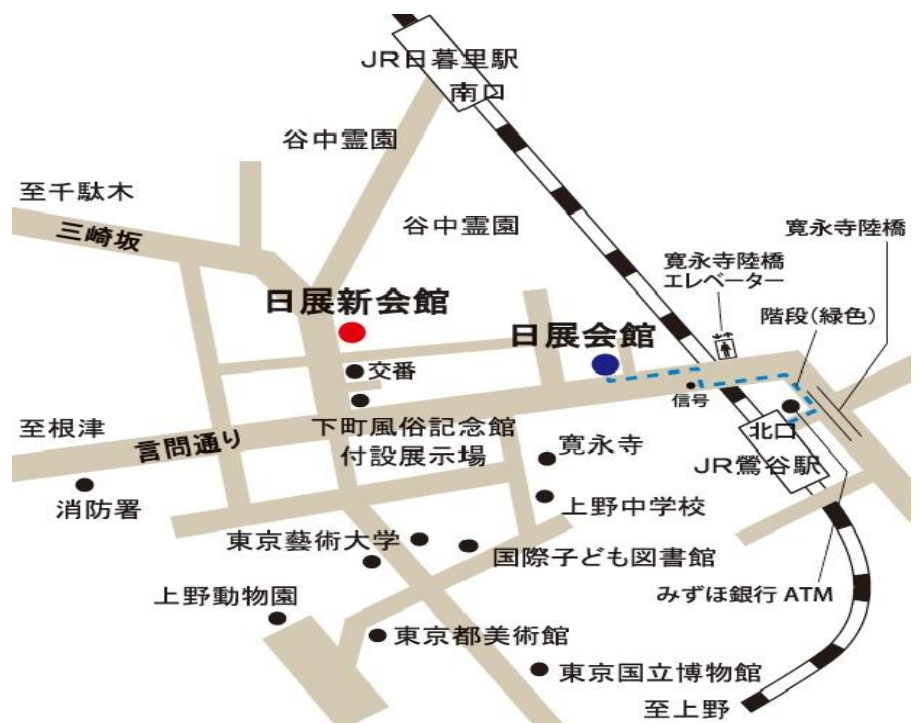 JR日暮里駅
南口
谷中霊園
至千駄木
三崎坂
谷中霊園
寛永寺陸橋
寛永寺陸橋
エレベーター
日展新会館
日展会館
階段(緑色)
交番
信号
至根津
言問通り
下町風俗記念館
付設展示場
寛永寺
北口
JR鶯谷駅
消防署
上野中学校
東京藝術大学
国際子ども図書館
上野動物園
みずほ銀行 ATM
東京都美術館
東京国立博物館
至上野